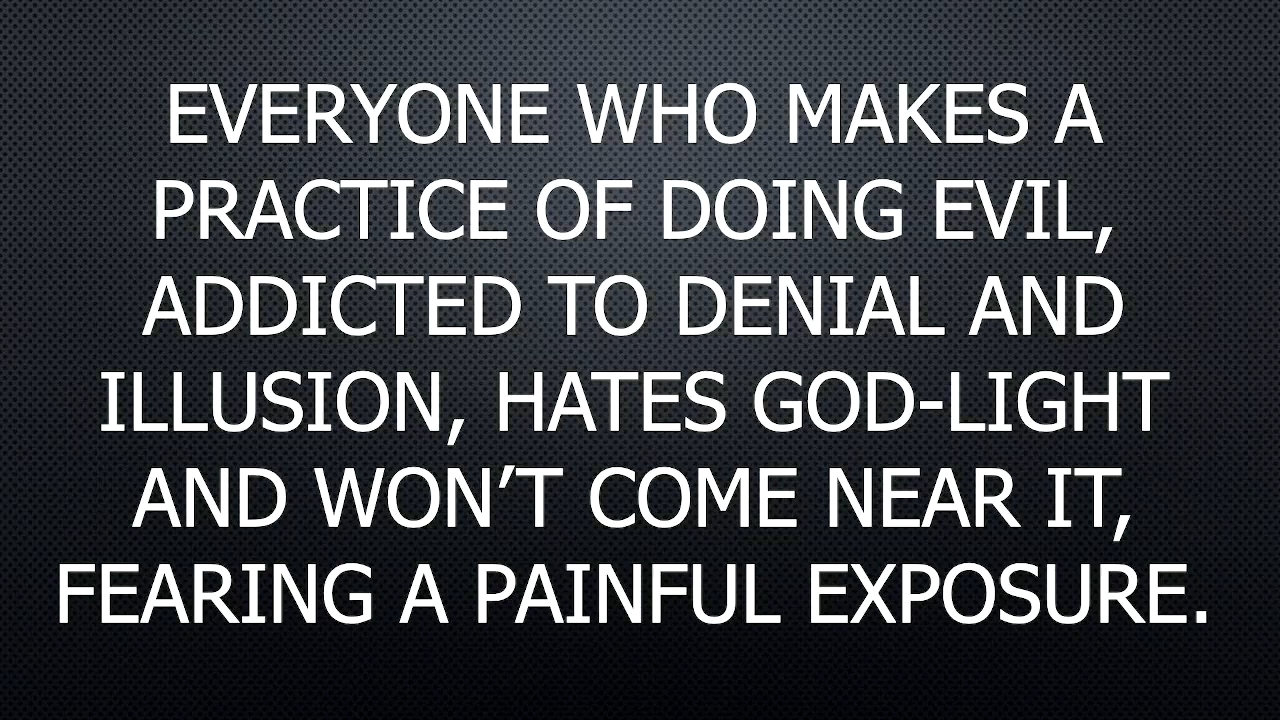 EVERYONE WHO MAKES A
PRACTICE OF DOING EVIL,
ADDICTED TO DENIAL AND
ILLUSION, HATES GOD-LIGHT
AND WON’T COME NEAR IT,
FEARING A PAINFUL EXPOSURE.